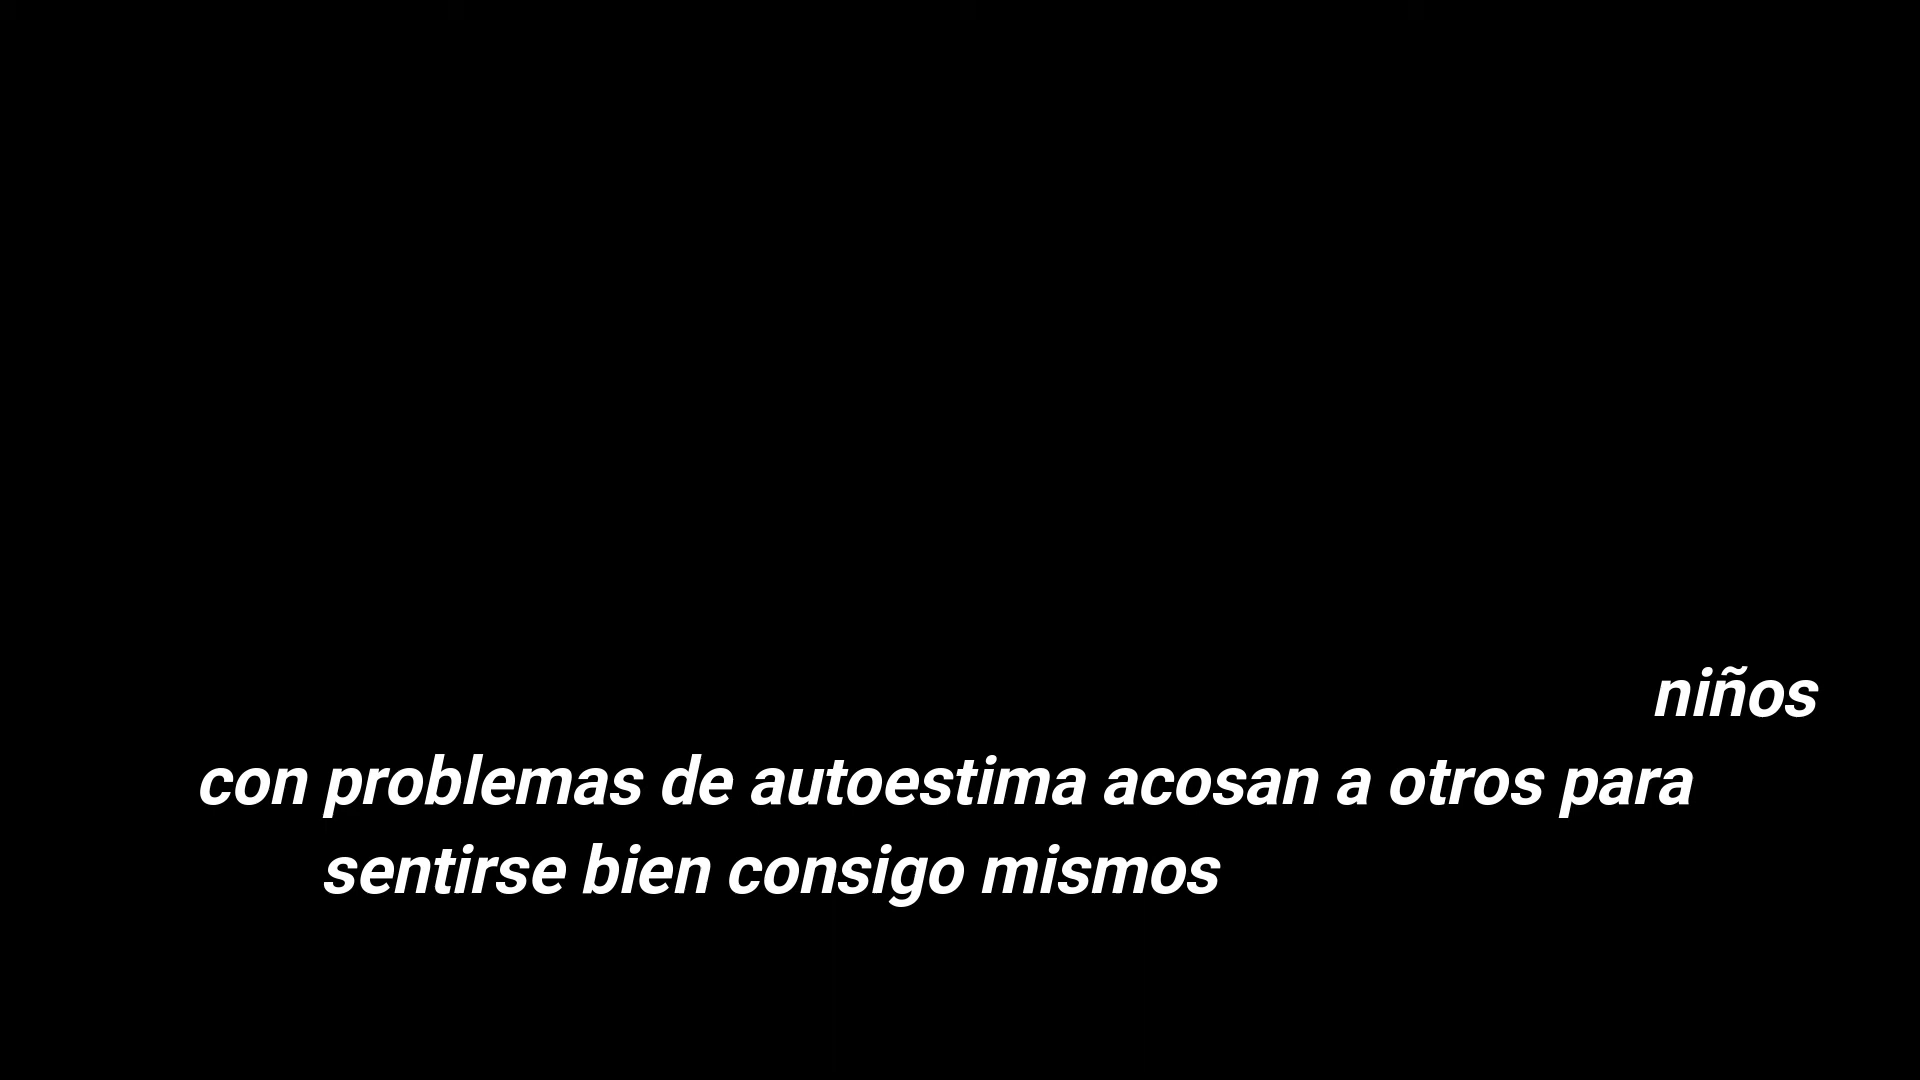 niños
con problemas de autoestima acosan a otros para
sentirse bien consigo mismos